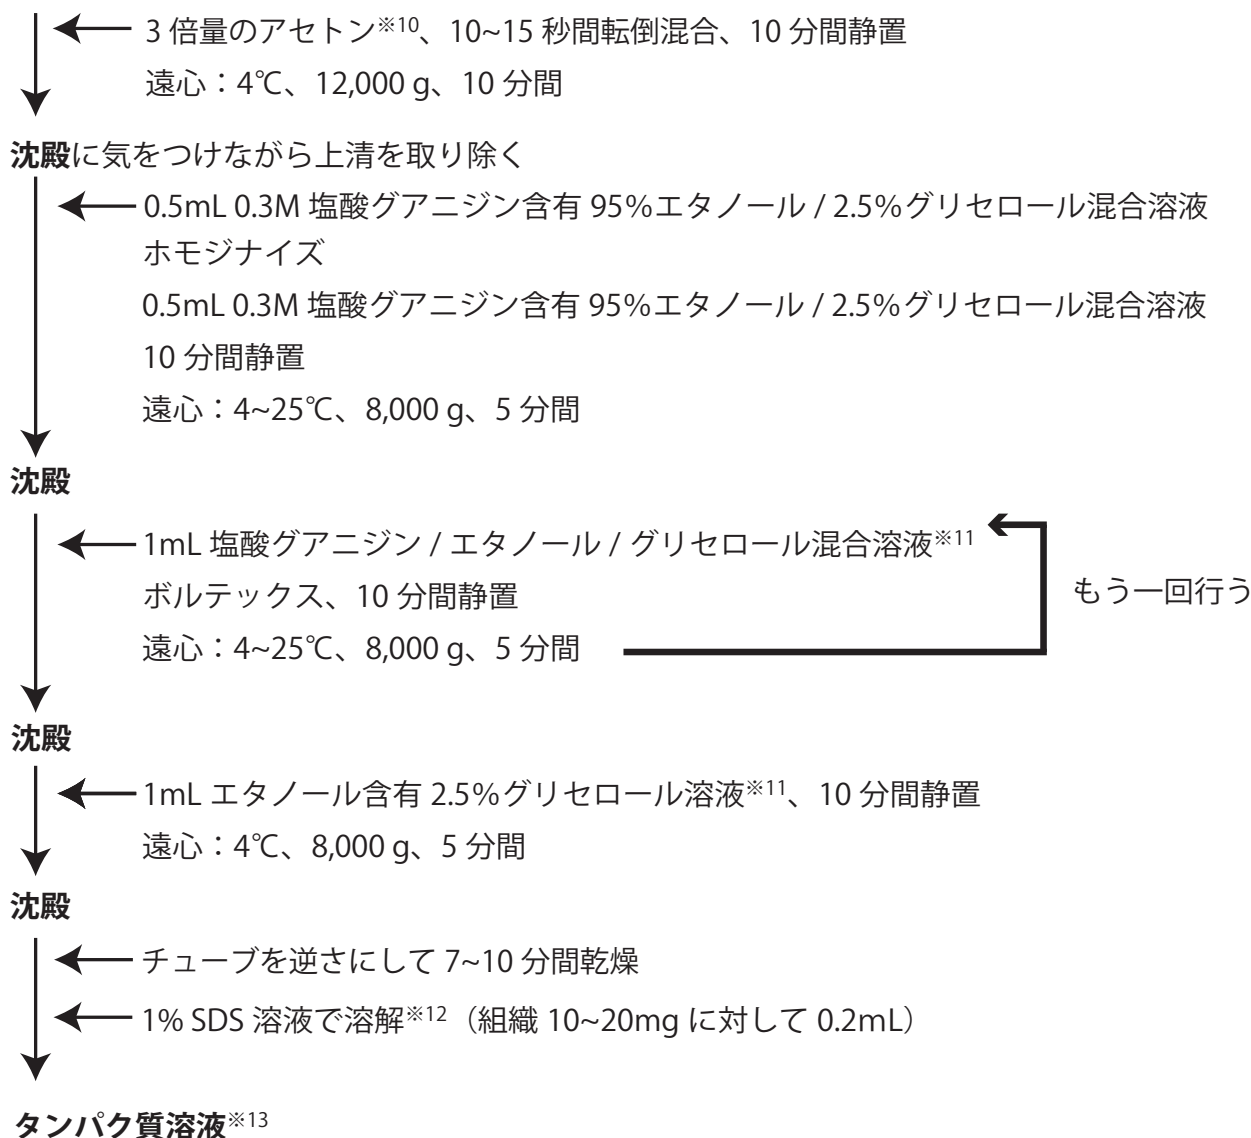 3 倍量のアセトン※10、10~15 秒間転倒混合、10 分間静置
遠心：4℃、12,000 g、10 分間
沈殿に気をつけながら上清を取り除く
0.5mL 0.3M 塩酸グアニジン含有 95%エタノール / 2.5%グリセロール混合溶液
ホモジナイズ
0.5mL 0.3M 塩酸グアニジン含有 95%エタノール / 2.5%グリセロール混合溶液
10 分間静置
遠心：4~25℃、8,000 g、5 分間
沈殿
1mL 塩酸グアニジン / エタノール / グリセロール混合溶液※11
ボルテックス、10 分間静置
もう一回行う
遠心：4~25℃、8,000 g、5 分間
沈殿
1mL エタノール含有 2.5%グリセロール溶液※11、10 分間静置
遠心：4℃、8,000 g、5 分間
沈殿
チューブを逆さにして 7~10 分間乾燥
1% SDS 溶液で溶解※12（組織 10~20mg に対して 0.2mL）
タンパク質溶液※13